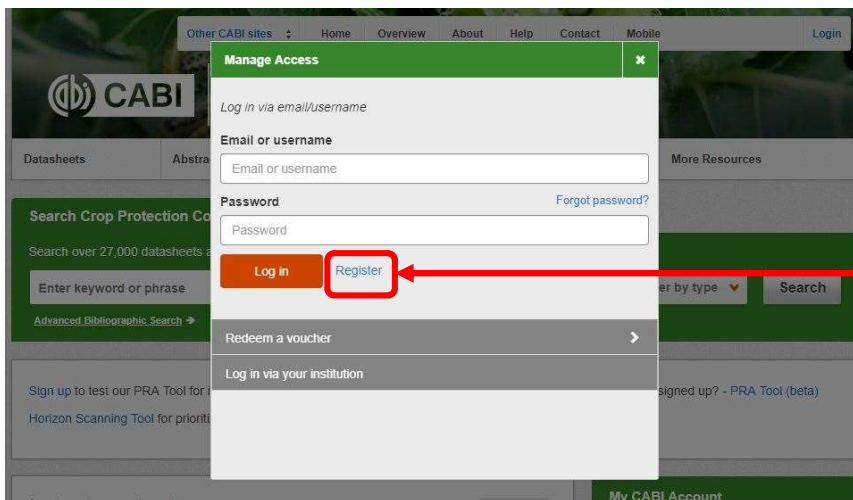 Other CABI sites Home Overview About Help Contact Mobile Login
Manage Access
CABI
Log in via email/username
Email or username
Email or username
Datasheets More Resources
Password Forgot password?
Password
Search Crop Protection
Search over 27,000 datasheets
Log in Register
Enter keyword or phrase by type Search
Advanced Bibliographic Search
Redeem a voucher
Log in via your institution
Sign up to test our PRA Tool for signed up? - PRA Tool (beta)
Horizon Scanning Tool for
My CABI Account